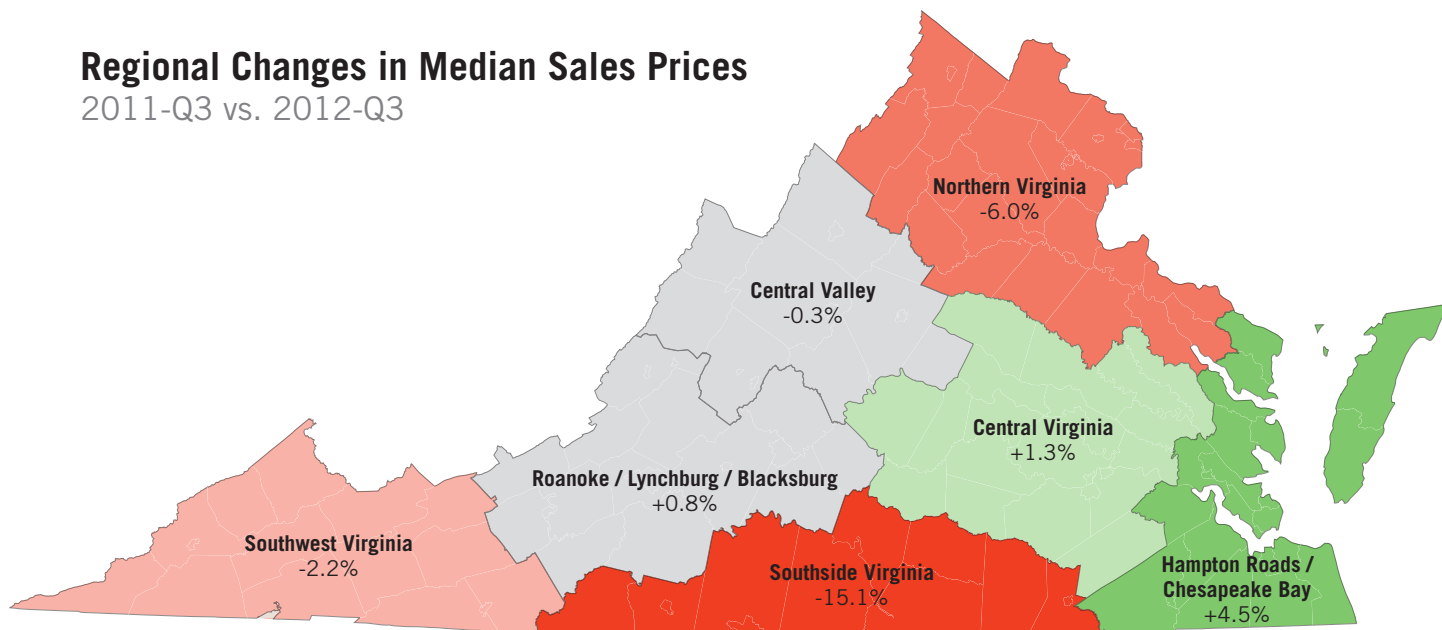 Regional Changes in Median Sales Prices
2011-Q3 vs. 2012-Q3
Northern Virginia
-6.0%
Central Valley
-0.3%
Central Virginia
+1.3%
Roanoke / Lynchburg / Blacksburg
+0.8%
Southwest Virginia
-2.2%
Southside Virginia
-15.1%
Hampton Roads /
Chesapeake Bay
+4.5%